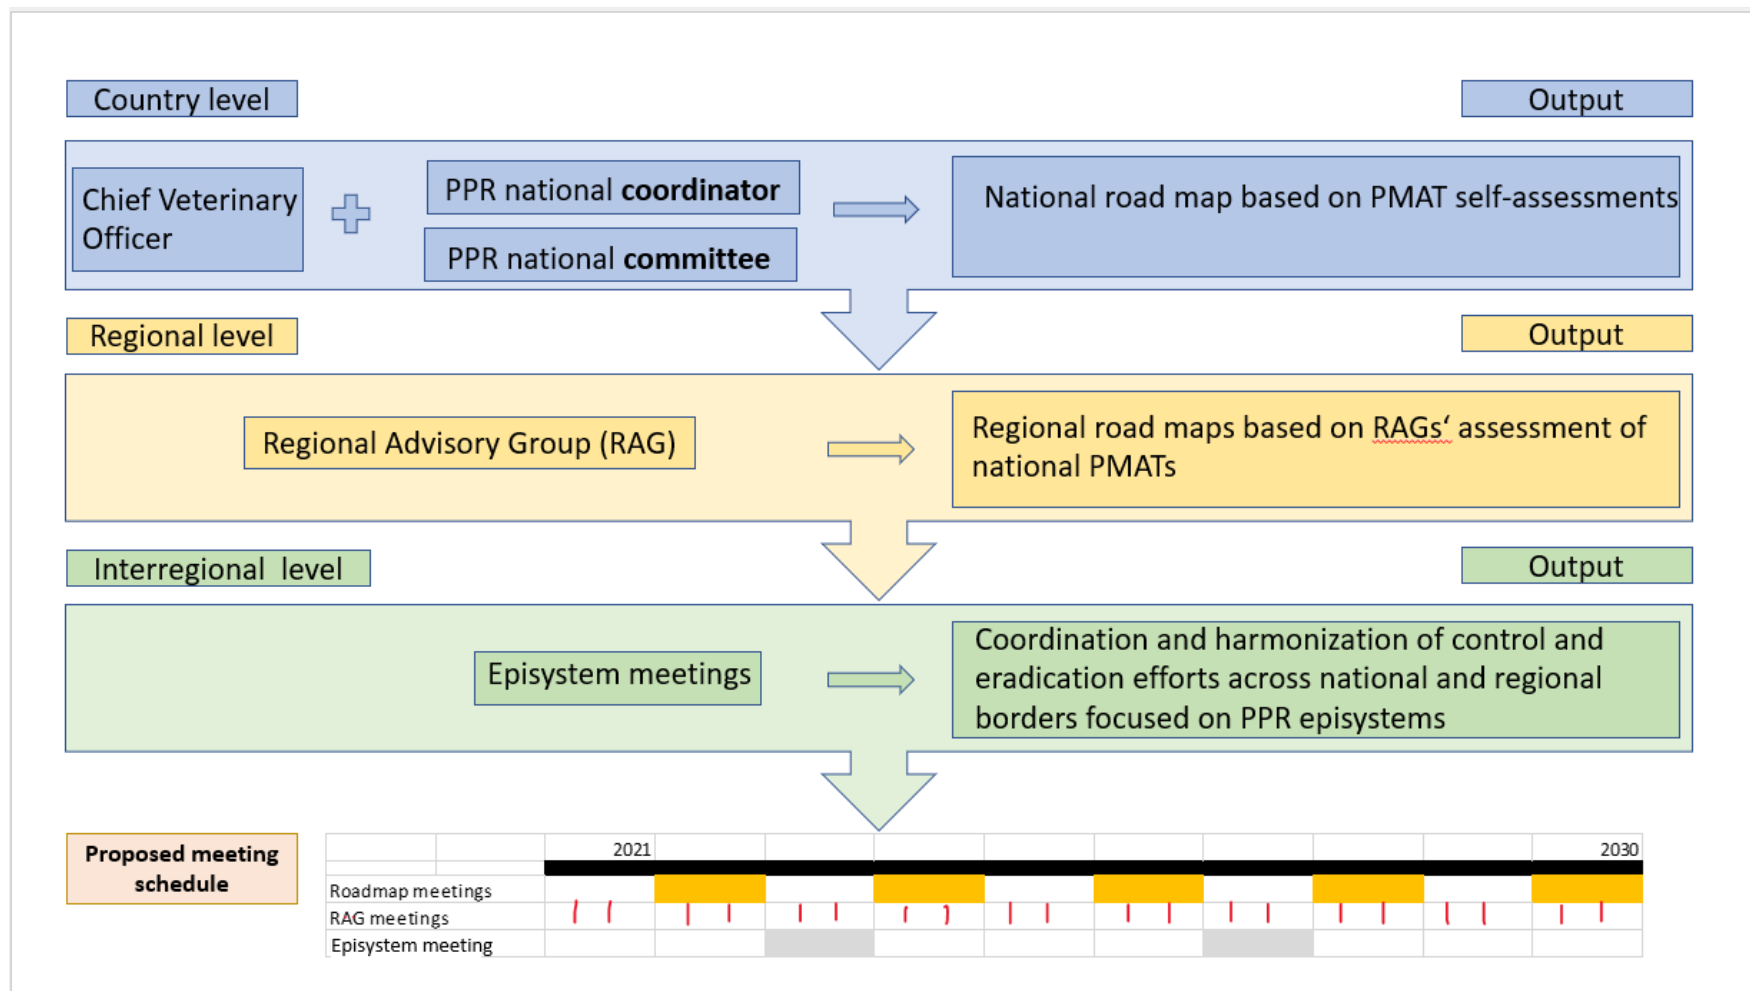 Country level
Output
Chief Veterinary
Officer
PPR national coordinator
PPR national committee
National road map based on PMAT self-assessments
Regional level
Output
Regional Advisory Group (RAG)
Regional road maps based on RAGs‘ assessment of
national PMATs
Interregional  level
Output
Episystem meetings
Coordination and harmonization of control and
eradication efforts across national and regional
borders focused on PPR episystems
Proposed meeting
schedule
2021
2030
Roadmap meetings
RAG meetings
Episystem meeting